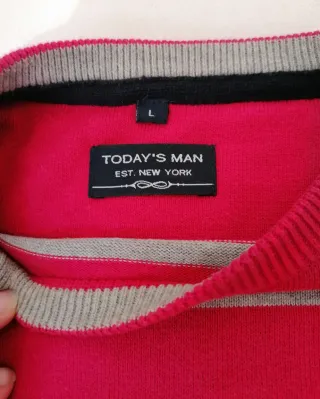 L
TODAY'S MAN
EST. NEW YORK